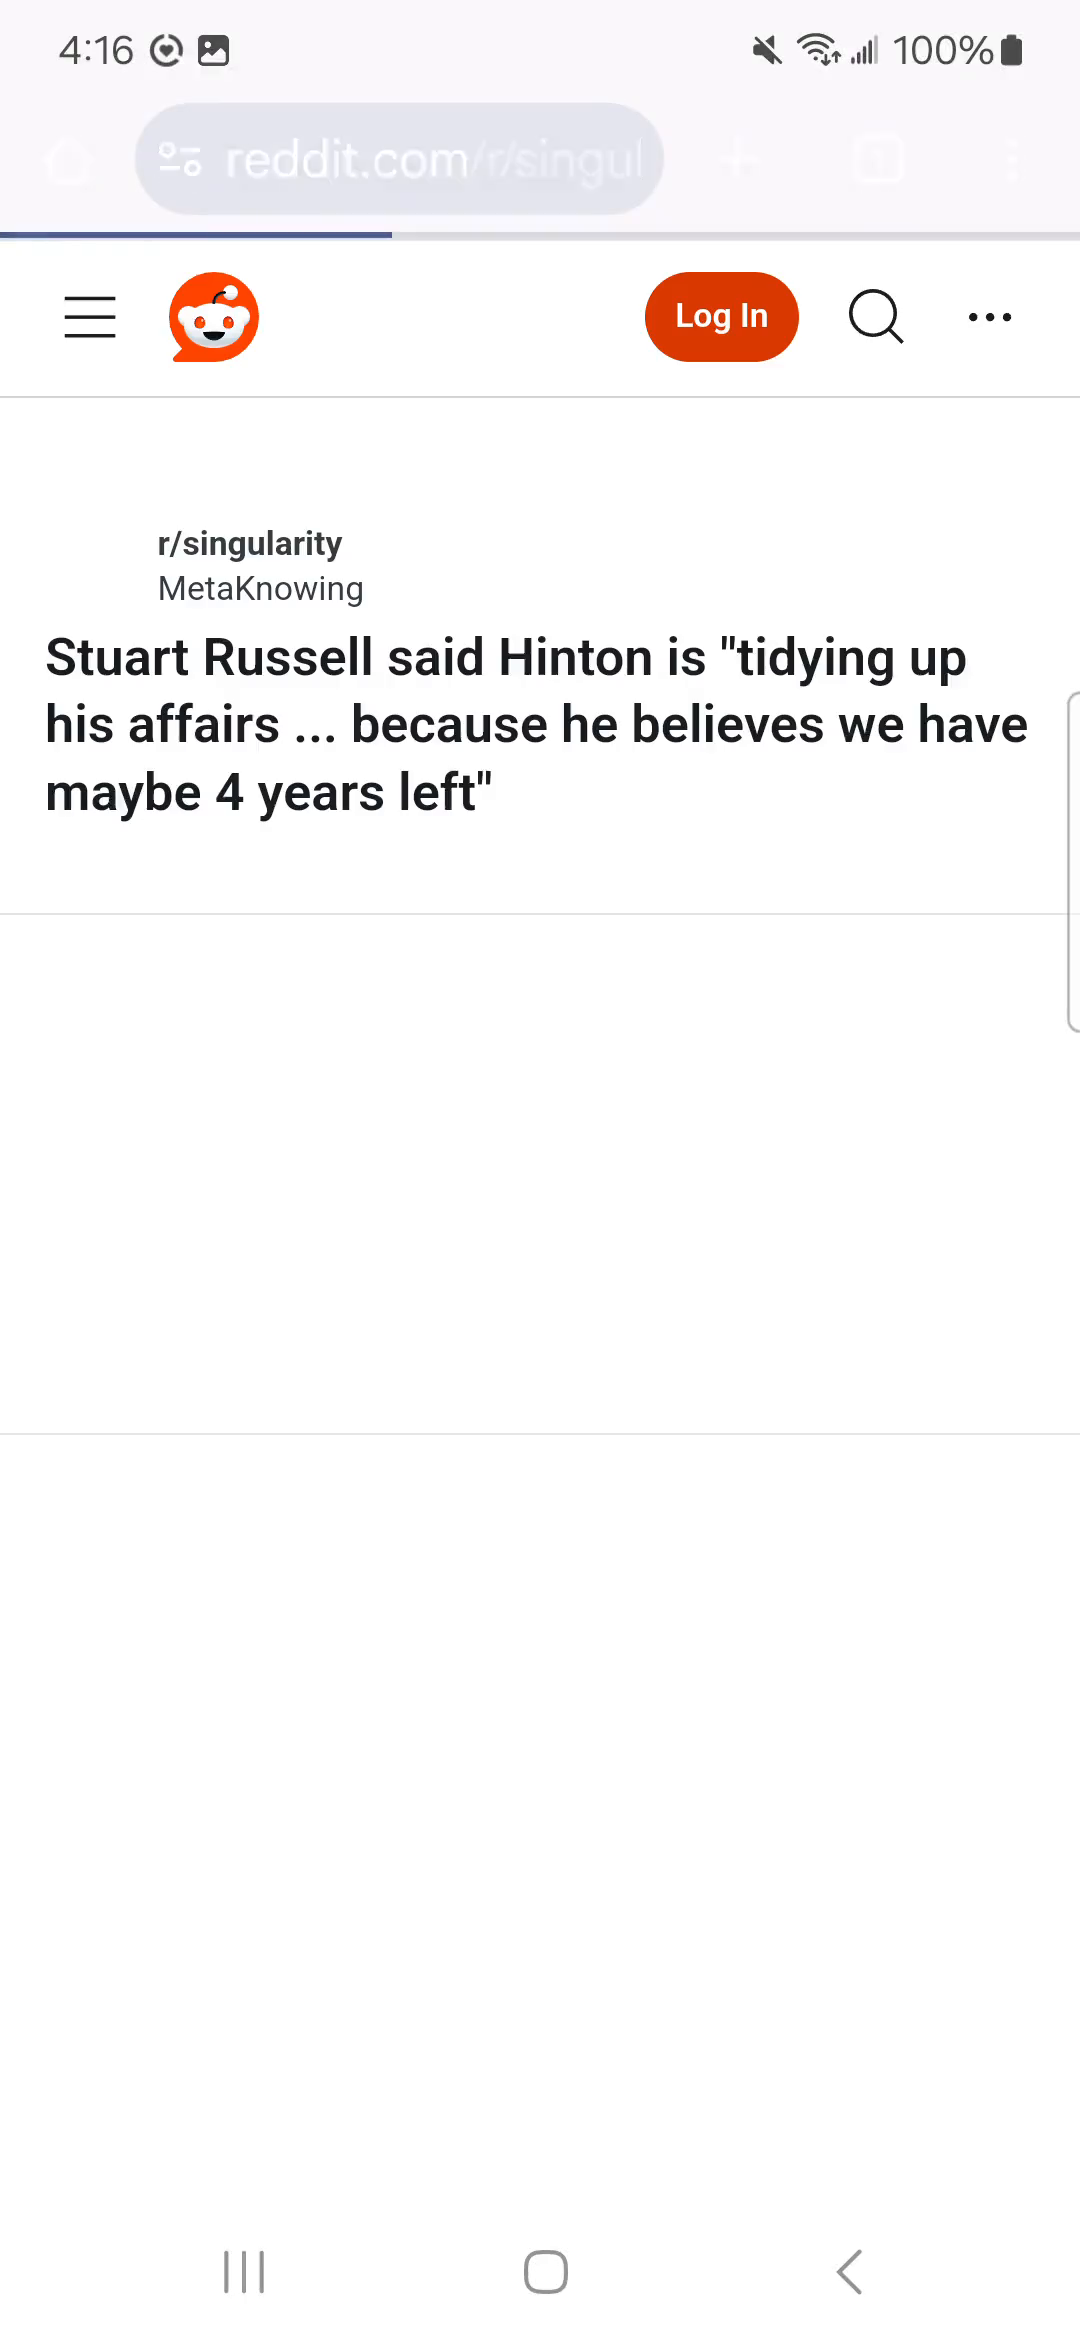 4:16 100%
reddit.com/r/singul
Log In
r/singularity
MetaKnowing
Stuart Russell said Hinton is "tidying up
his affairs ... because he believes we have
maybe 4 years left"